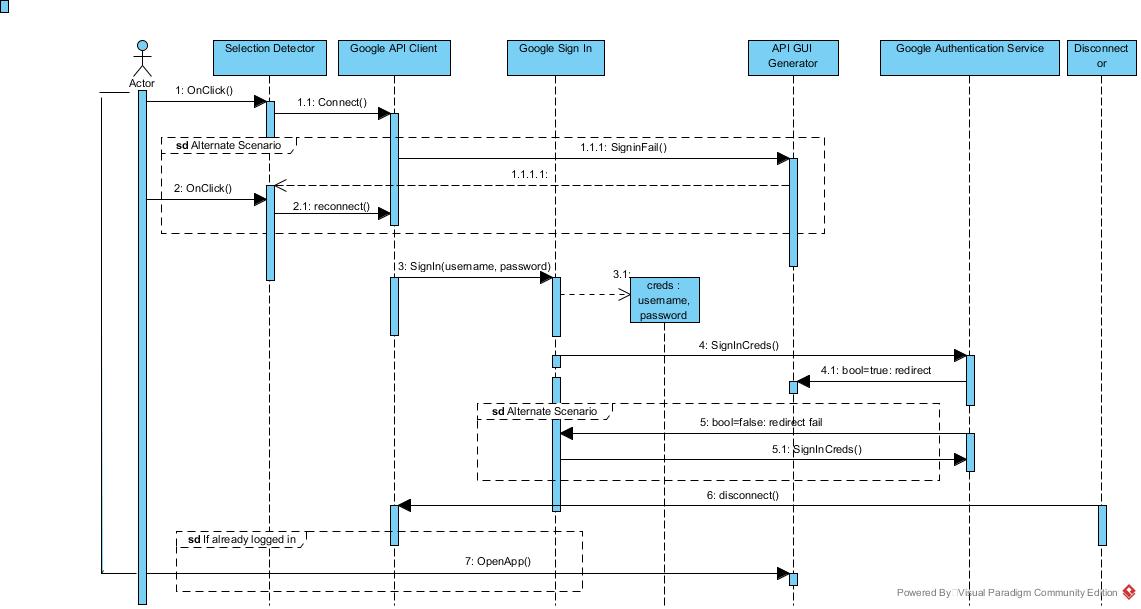 Selection Detector
Google API Client
Google Sign In
API GUI
Generator
Google Authentication Service
Disconnect
or
Actor
1: OnClick()
1.1: Connect()
sd Alternate Scenario
1.1.1: SigninFail()
1.1.1.1:
2: OnClick()
2.1: reconnect()
3: SignIn(username, password)
3.1:
creds :
username,
password
4: SignInCreds()
4.1: bool=true: redirect
sd Alternate Scenario
5: bool=false: redirect fail
5.1: SignInCreds()
6: disconnect()
sd If already logged in
7: OpenApp()
Powered By Visual Paradigm Community Edition